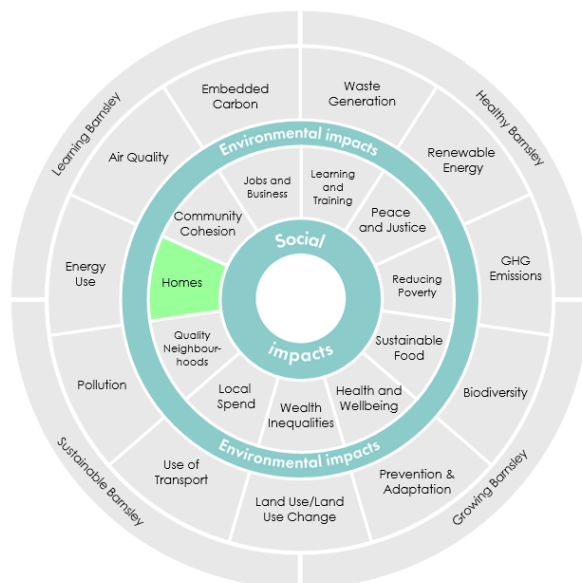 Learning Barnsley
Healthy Barnsley
Growing Barnsley
Sustainable Barnsley
Embedded
Carbon
Waste
Generation
Renewable
Energy
GHG
Emissions
Biodiversity
Prevention &
Adaptation
Land Use/Land
Use Change
Use of
Transport
Pollution
Energy
Use
Air Quality
Environmental impacts
Environmental impacts
Jobs and
Business
Learning
and
Training
Peace
and Justice
Reducing
Poverty
Sustainable
Food
Health and
Wellbeing
Wealth
Inequalities
Local
Spend
Quality
Neighbour-
hoods
Homes
Community
Cohesion
Social
impacts